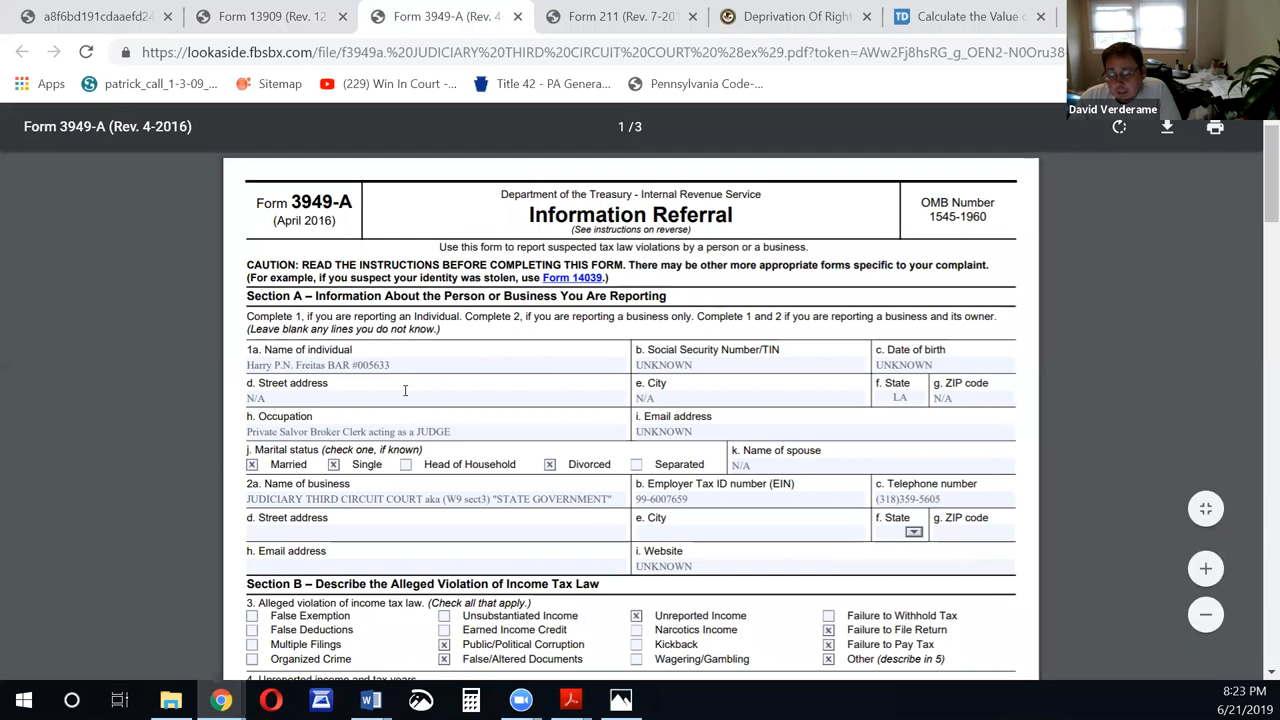 a6f6bd191cdaaefd24
Form 13909 (Rev. 12
Form 3949-A (Rev. 4
Form 211 (Rev. 7-20
Deprivation Of Righ
Calculate the Value o
https://lookaside.fbsbx.com/file/f3949a.%20JUDICIARY%20THIRD%20CIRCUIT%20COURT%20%28ex%29.pdf?token=AWw2Fj8hsRG_g_OEN2-N0Oru38
Apps
patrick_call_1-3-09_...
Sitemap
(229) Win In Court -...
Title 42 - PA Genera...
Pennsylvania Code-...
David Verderame
Form 3949-A (Rev. 4-2016)
1 / 3
Form 3949-A
(April 2016)
Department of the Treasury - Internal Revenue Service
Information Referral
(See instructions on reverse)
OMB Number
1545-1960
Use this form to report suspected tax law violations by a person or a business.
CAUTION: READ THE INSTRUCTIONS BEFORE COMPLETING THIS FORM. There may be other more appropriate forms specific to your complaint.
(For example, if you suspect your identity was stolen, use Form 14039.)
Section A – Information About the Person or Business You Are Reporting
Complete 1, if you are reporting an Individual. Complete 2, if you are reporting a business only. Complete 1 and 2 if you are reporting a business and its owner.
(Leave blank any lines you do not know.)
1a. Name of individual b. Social Security Number/TIN c. Date of birth
Harry P.N. Freitas BAR #005633 UNKNOWN UNKNOWN
d. Street address e. City f. State g. ZIP code
N/A N/A LA N/A
h. Occupation i. Email address
Private Salvor Broker Clerk acting as a JUDGE UNKNOWN
j. Marital status (check one, if known) k. Name of spouse
x Married x Single Head of Household x Divorced Separated N/A
2a. Name of business b. Employer Tax ID number (EIN) c. Telephone number
JUDICIARY THIRD CIRCUIT COURT aka (W9 sect3) "STATE GOVERNMENT" 99-6007659 (318)359-5605
d. Street address e. City f. State g. ZIP code
h. Email address i. Website
UNKNOWN
Section B – Describe the Alleged Violation of Income Tax Law
3. Alleged violation of income tax law. (Check all that apply.)
False Exemption Unsubstantiated Income x Unreported Income Failure to Withhold Tax
False Deductions Earned Income Credit Narcotics Income x Failure to File Return
Multiple Filings x Public/Political Corruption Kickback x Failure to Pay Tax
Organized Crime x False/Altered Documents Wagering/Gambling x Other (describe in 5)
4. Unreported income and tax years
8:23 PM
6/21/2019